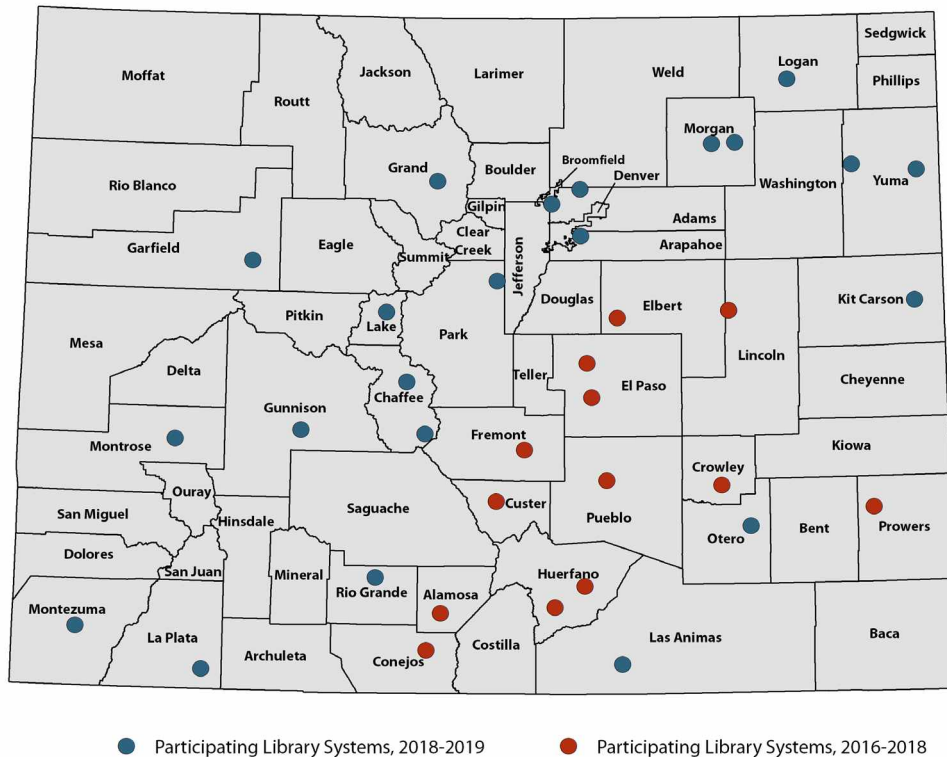 Sedgwick
Logan
Jackson
Larimer
Weld
Moffat
Phillips
Routt
Morgan
Broomfield
Grand
Boulder
Denver
Rio Blanco
Washington
Yuma
Gilpin
Adams
Clear
Creek
Garfield
Eagle
Summit
Arapahoe
Jefferson
Douglas
Elbert
Kit Carson
Pitkin
Lake
Park
Mesa
Lincoln
Delta
Teller
El Paso
Cheyenne
Chaffee
Gunnison
Fremont
Montrose
Kiowa
Crowley
Ouray
Custer
Saguache
San Miguel
Hinsdale
Pueblo
Bent
Prowers
Otero
Dolores
San Juan
Mineral
Huerfano
Rio Grande
Alamosa
Montezuma
La Plata
Costilla
Las Animas
Baca
Archuleta
Conejos
Participating Library Systems, 2018-2019
Participating Library Systems, 2016-2018